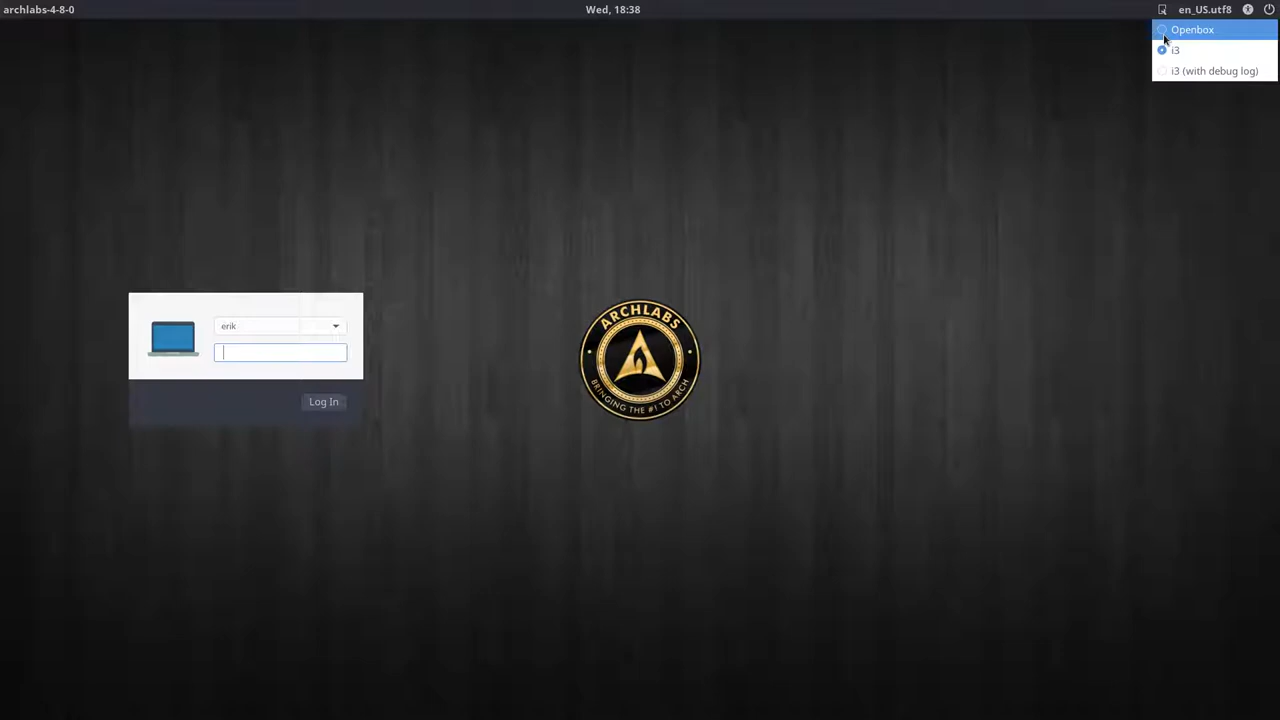 archlabs-4-8-0
Wed, 18:38
en_US.utf8
Openbox
i3
i3 (with debug log)
erik
Log In
ARCHLABS
BRINGING THE #! TO ARCH